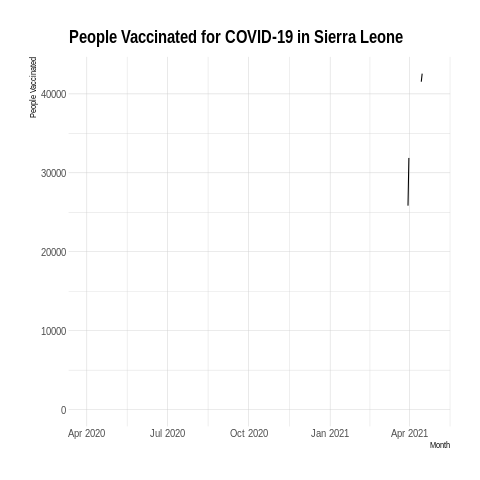 People Vaccinated for COVID-19 in Sierra Leone
People Vaccinated
40000
30000
20000
10000
0
Apr 2020 Jul 2020 Oct 2020 Jan 2021 Apr 2021
Month